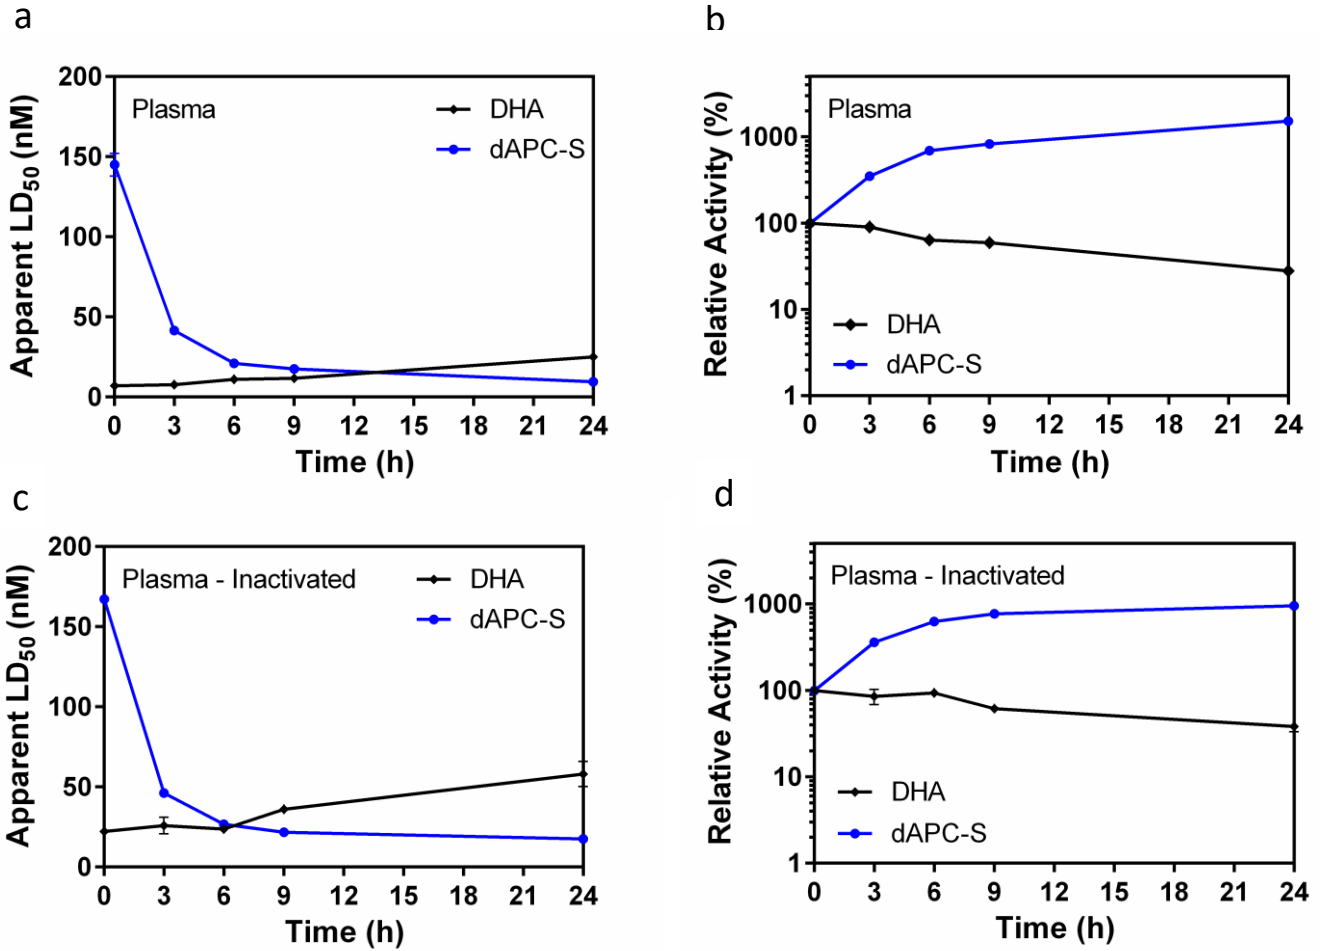 a
Apparent LD50 (nM)
200
150
100
50
0
Plasma
DHA
dAPC-S
0 3 6 9 12 15 18 21 24
Time (h)
b
Relative Activity (%)
1000
100
10
1
Plasma
DHA
dAPC-S
0 3 6 9 12 15 18 21 24
Time (h)
c
Apparent LD50 (nM)
200
150
100
50
0
Plasma - Inactivated
DHA
dAPC-S
0 3 6 9 12 15 18 21 24
Time (h)
d
Relative Activity (%)
1000
100
10
1
Plasma - Inactivated
DHA
dAPC-S
0 3 6 9 12 15 18 21 24
Time (h)